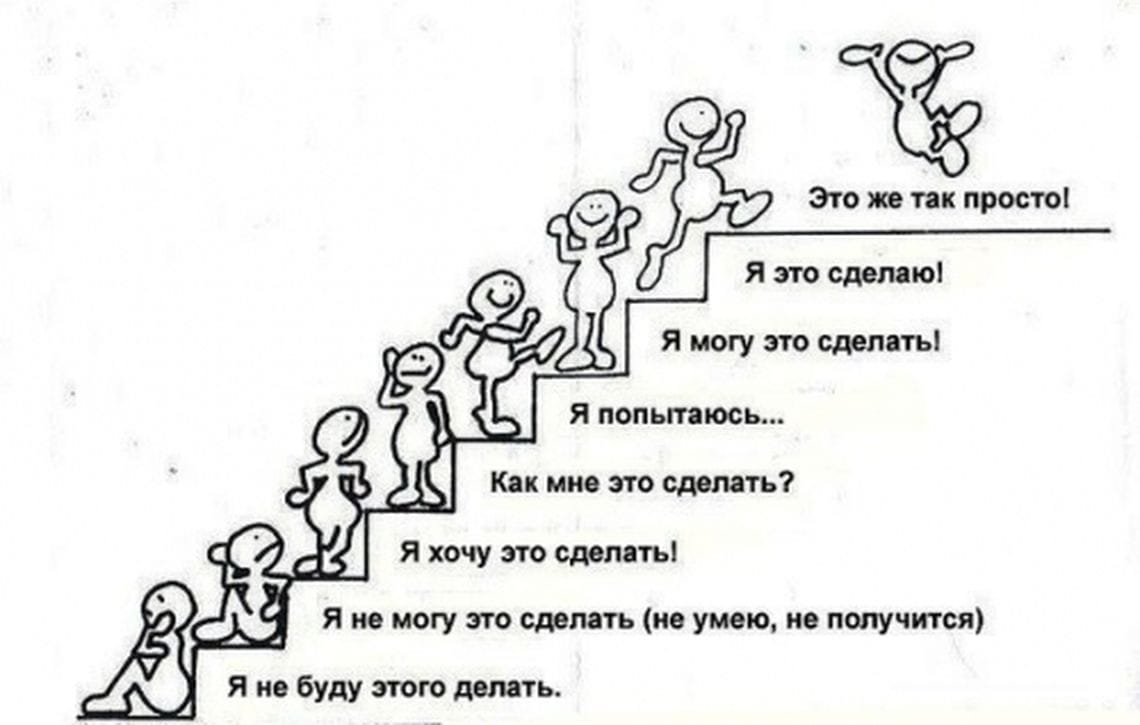 Это же так просто!
Я это сделаю!
Я могу это сделать!
Я попытаюсь...
Как мне это сделать?
Я хочу это сделать!
Я не могу это сделать (не умею, не получится)
Я не буду этого делать.